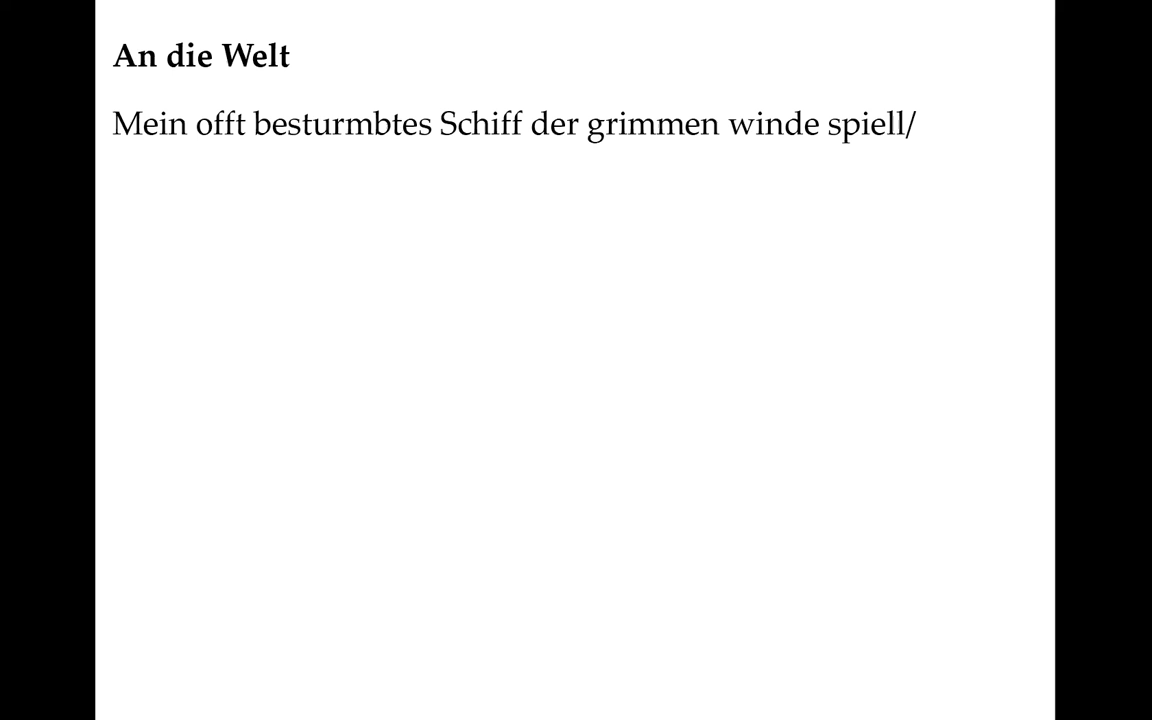 An die Welt
Mein offt besturmbtes Schiff der grimmen winde spiell/